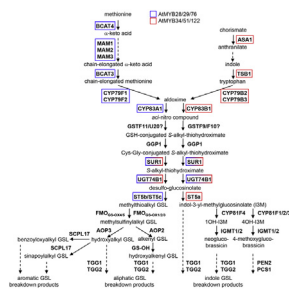 methionine
AtMYB28/29/76
AtMYB34/51/122
BCAT4
α-keto acid
chorismate
ASA1
MAM1
MAM2
MAM3
anthranilate
chain-elongated α-keto acid
indole
BCAT3
TSB1
chain-elongated methionine
tryptophan
CYP79F1
CYP79F2
CYP79B2
CYP79B3
aldoxime
CYP83A1
CYP83B1
aci-nitro compound
GSTF11/U20?
GSTF9/F10?
GSH-conjugated S-alkyl-thiohydroximate
GGP1
GGP1
Cys-Gly-conjugated S-alkyl-thiohydroximate
SUR1
SUR1
S-alkyl-thiohydroximate
UGT74B1
UGT74B1
desulfo-glucosinolate
ST5b/ST5c
ST5a
methylthioalkyl GSL
indol-3-yl-methylglucosinolate (I3M)
FMO
FMO
CYP81F4
CYP81F1/2/3
methylsulfinylalkyl GSL
1OH-I3M
4OH-I3M
SCPL17
AOP3
AOP2
IGMT1/2
IGMT1/2
benzoyloxyalkyl GSL
hydroxyalkyl GSL
alkenyl GSL
neogluco-
brassicin
4-methoxygluco-
brassicin
SCPL17
GS-OH
sinapoylalkyl GSL
hydroxyalkenyl GSL
TGG1
TGG2
TGG1
TGG2
TGG1
TGG2
PEN2
PCS1
aromatic GSL
breakdown products
aliphatic GSL
breakdown products
indole GSL
breakdown products